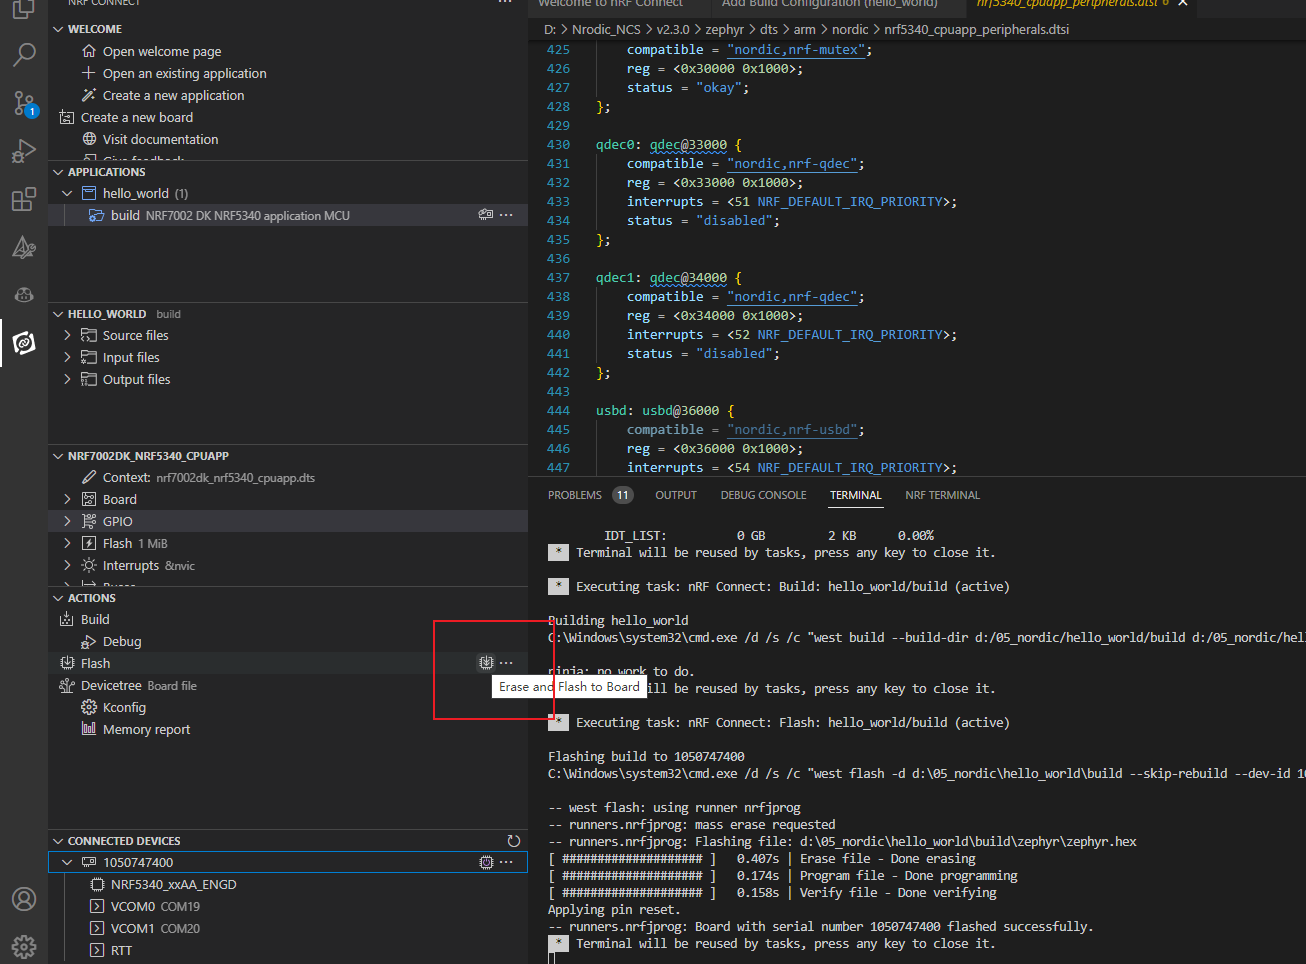 NRF CONNECT
WELCOME
Open welcome page
Open an existing application
Create a new application
Create a new board
Visit documentation
Give feedback
APPLICATIONS
hello_world (1)
build NRF7002 DK NRF5340 application MCU
HELLO_WORLD build
Source files
Input files
Output files
NRF7002DK_NRF5340_CPUAPP
Context: nrf7002dk_nrf5340_cpuapp.dts
Board
GPIO
Flash 1 MiB
Interrupts &nvic
Buses
ACTIONS
Build
Debug
Flash
Erase and Flash to Board
Devicetree Board file
Kconfig
Memory report
CONNECTED DEVICES
1050747400
NRF5340_xxAA_ENGD
VCOM0 COM19
VCOM1 COM20
RTT
1
Welcome to nRF Connect
Add Build Configuration (hello_world)
nrf5340_cpuapp_peripherals.dtsi 6
D: > Nrodic_NCS > v2.3.0 > zephyr > dts > arm > nordic > nrf5340_cpuapp_peripherals.dtsi
425 compatible = "nordic,nrf-mutex";
426 reg = <0x30000 0x1000>;
427 status = "okay";
428 };
429
430 qdec0: qdec@33000 {
431 compatible = "nordic,nrf-qdec";
432 reg = <0x33000 0x1000>;
433 interrupts = <51 NRF_DEFAULT_IRQ_PRIORITY>;
434 status = "disabled";
435 };
436
437 qdec1: qdec@34000 {
438 compatible = "nordic,nrf-qdec";
439 reg = <0x34000 0x1000>;
440 interrupts = <52 NRF_DEFAULT_IRQ_PRIORITY>;
441 status = "disabled";
442 };
443
444 usbd: usbd@36000 {
445 compatible = "nordic,nrf-usbd";
446 reg = <0x36000 0x1000>;
447 interrupts = <54 NRF_DEFAULT_IRQ_PRIORITY>;
PROBLEMS 11 OUTPUT DEBUG CONSOLE TERMINAL NRF TERMINAL
IDT_LIST: 0 GB 2 KB 0.00%
* Terminal will be reused by tasks, press any key to close it.
* Executing task: nRF Connect: Build: hello_world/build (active)
Building hello_world
C:\Windows\system32\cmd.exe /d /s /c "west build --build-dir d:/05_nordic/hello_world/build d:/05_nordic/hel
ninja: no work to do.
ill be reused by tasks, press any key to close it.
* Executing task: nRF Connect: Flash: hello_world/build (active)
Flashing build to 1050747400
C:\Windows\system32\cmd.exe /d /s /c "west flash -d d:\05_nordic\hello_world\build --skip-rebuild --dev-id 1
-- west flash: using runner nrfjprog
-- runners.nrfjprog: mass erase requested
-- runners.nrfjprog: Flashing file: d:\05_nordic\hello_world\build\zephyr\zephyr.hex
[ #################### ] 0.407s | Erase file - Done erasing
[ #################### ] 0.174s | Program file - Done programming
[ #################### ] 0.158s | Verify file - Done verifying
Applying pin reset.
-- runners.nrfjprog: Board with serial number 1050747400 flashed successfully.
* Terminal will be reused by tasks, press any key to close it.